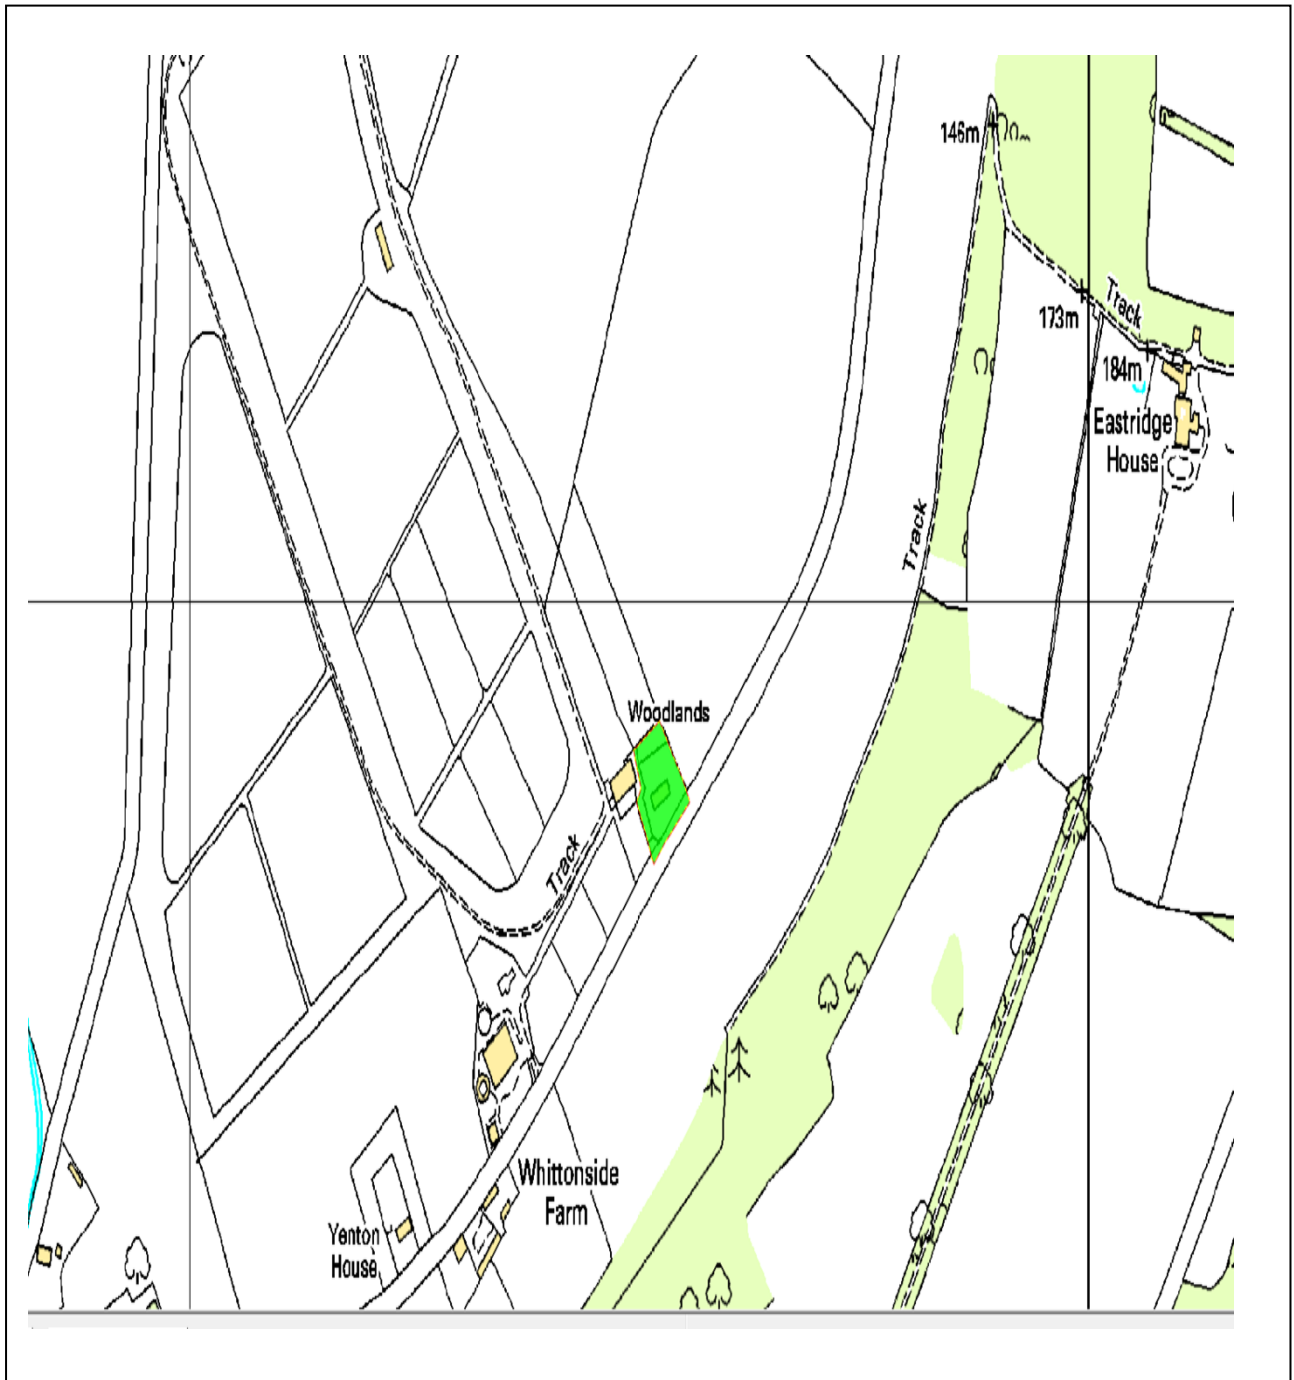 146m
Track
173m
184m
Eastridge
House
Track
Woodlands
Track
Whittonside
Farm
Yenton
House